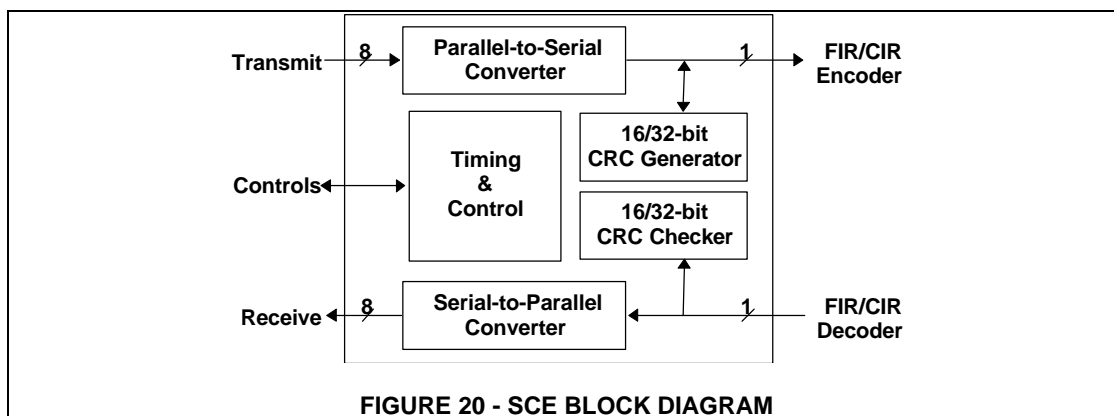 Transmit
8
Parallel-to-Serial
Converter
1
FIR/CIR
Encoder
16/32-bit
CRC Generator
Controls
Timing
&
Control
16/32-bit
CRC Checker
Receive
8
Serial-to-Parallel
Converter
1
FIR/CIR
Decoder
FIGURE 20 - SCE BLOCK DIAGRAM